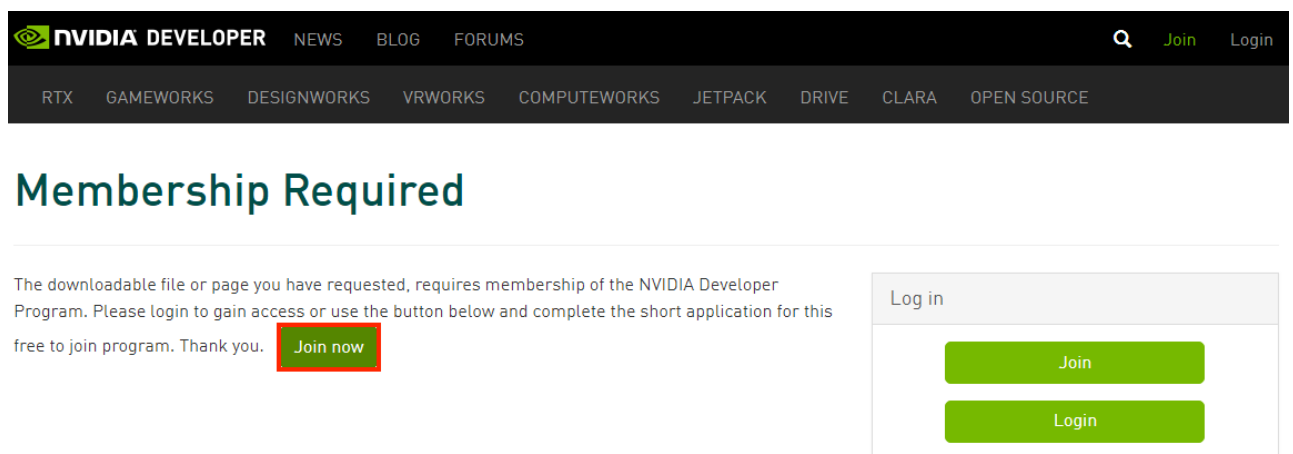 NVIDIA DEVELOPER NEWS BLOG FORUMS Join Login
RTX GAMEWORKS DESIGNWORKS VRWORKS COMPUTEWORKS JETPACK DRIVE CLARA OPEN SOURCE
Membership Required
The downloadable file or page you have requested, requires membership of the NVIDIA Developer
Program. Please login to gain access or use the button below and complete the short application for this
free to join program. Thank you. Join now
Log in
Join
Login